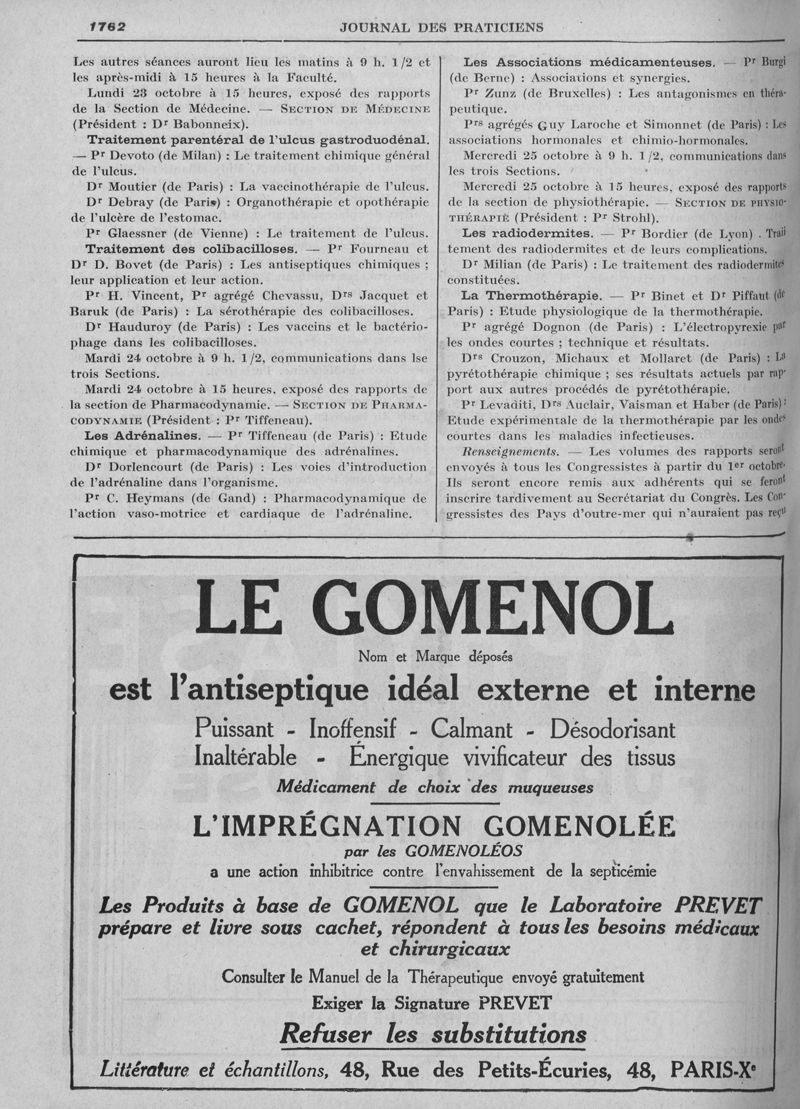 1762
JOURNAL DES PRATICIENS
Les autres séances auront lieu les matins à 9 h. 1/2 et
les après-midi à 15 heures à la Faculté.
Lundi 23 octobre à 15 heures, exposé des rapports
de la Section de Médecine. — SECTION DE MÉDECINE
(Président : Dr Babonneix).
Traitement parentéral de l'ulcus gastroduodénal.
— Pr Devoto (de Milan) : Le traitement chimique général
de l'ulcus.
Dr Moutier (de Paris) : La vaccinothérapie de l'ulcus.
Dr Debray (de Paris) : Organothérapie et opothérapie
de l'ulcère de l'estomac.
Pr Glaessner (de Vienne) : Le traitement de l'ulcus.
Traitement des colibacilloses. — Pr Fourneau et
Dr D. Bovet (de Paris) : Les antiseptiques chimiques ;
leur application et leur action.
Pr H. Vincent, Pr agrégé Chevassu, Drs Jacquet et
Baruk (de Paris) : La sérothérapie des colibacilloses.
Dr Hauduroy (de Paris) : Les vaccins et le bactério-
phage dans les colibacilloses.
Mardi 24 octobre à 9 h. 1/2, communications dans lse
trois Sections.
Mardi 24 octobre à 15 heures, exposé des rapports de
la section de Pharmacodynamie. — SECTION DE PHARMA-
CODYNAMIE (Président : Pr Tiffeneau).
Les Adrénalines. — Pr Tiffeneau (de Paris) : Etude
chimique et pharmacodynamique des adrénalines.
Dr Dorlencourt (de Paris) : Les voies d'introduction
de l'adrénaline dans l'organisme.
Pr C. Heymans (de Gand) : Pharmacodynamique de
l'action vaso-motrice et cardiaque de l'adrénaline.
Les Associations médicamenteuses. — Pr Burgi
(de Berne) : Associations et synergies.
Pr Zunz (de Bruxelles) : Les antagonismes en théra-
peutique.
Prs agrégés Guy Laroche et Simonnet (de Paris) : Les
associations hormonales et chimio-hormonales.
Mercredi 25 octobre à 9 h. 1/2, communications dans
les trois Sections.
Mercredi 25 octobre à 15 heures, exposé des rapports
de la section de physiothérapie. — SECTION DE PHYSIO-
THÉRAPIE (Président : Pr Strohl).
Les radiodermites. — Pr Bordier (de Lyon) . Trai
tement des radiodermites et de leurs complications.
Dr Milian (de Paris) : Le traitement des radiodermites
constituées.
La Thermothérapie. — Pr Binet et Dr Piffaut (de
Paris) : Etude physiologique de la thermothérapie.
Pr agrégé Dognon (de Paris) : L'électropyrexie par
les ondes courtes ; technique et résultats.
Drs Crouzon, Michaux et Mollaret (de Paris) : La
pyrétothérapie chimique ; ses résultats actuels par rap-
port aux autres procédés de pyrétothérapie.
Pr Levaditi, Drs Auclair, Vaisman et Haber (de Paris) :
Etude expérimentale de la thermothérapie par les ondes
courtes dans les maladies infectieuses.
Renseignements. — Les volumes des rapports seront
envoyés à tous les Congressistes à partir du 1er octobre.
Ils seront encore remis aux adhérents qui se feront
inscrire tardivement au Secrétariat du Congrès. Les Con-
gressistes des Pays d'outre-mer qui n'auraient pas reçu
LE GOMENOL
Nom et Marque déposés
est l'antiseptique idéal externe et interne
Puissant - Inoffensif - Calmant - Désodorisant
Inaltérable - Énergique vivificateur des tissus
Médicament de choix des muqueuses
L'IMPRÉGNATION GOMENOLÉE
par les GOMENOLÉOS
a une action inhibitrice contre l'envahissement de la septicémie
Les Produits à base de GOMENOL que le Laboratoire PREVET
prépare et livre sous cachet, répondent à tous les besoins médicaux
et chirurgicaux
Consulter le Manuel de la Thérapeutique envoyé gratuitement
Exiger la Signature PREVET
Refuser les substitutions
Littérature et échantillons, 48, Rue des Petits-Écuries, 48, PARIS-Xe